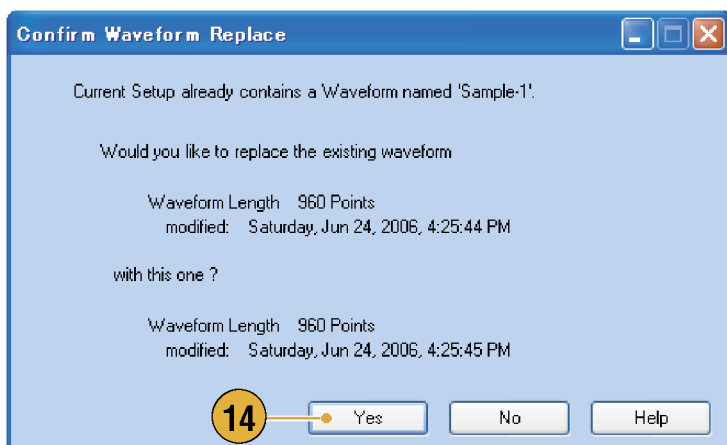 Confirm Waveform Replace
Current Setup already contains a Waveform named 'Sample-1'.
Would you like to replace the existing waveform
Waveform Length 960 Points
modified: Saturday, Jun 24, 2006, 4:25:44 PM
with this one ?
Waveform Length 960 Points
modified: Saturday, Jun 24, 2006, 4:25:45 PM
14 Yes No Help